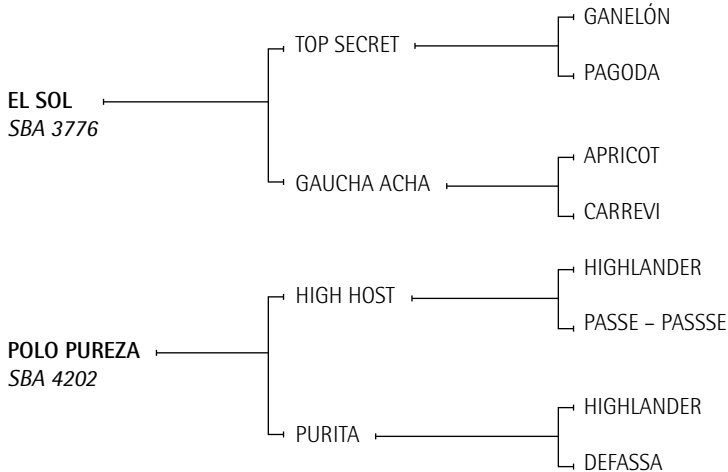 GANELÓN
TOP SECRET
PAGODA
EL SOL
SBA 3776
APRICOT
GAUCHA ACHA
CARREVI
HIGHLANDER
HIGH HOST
PASSE – PASSSE
POLO PUREZA
SBA 4202
HIGHLANDER
PURITA
DEFASSA